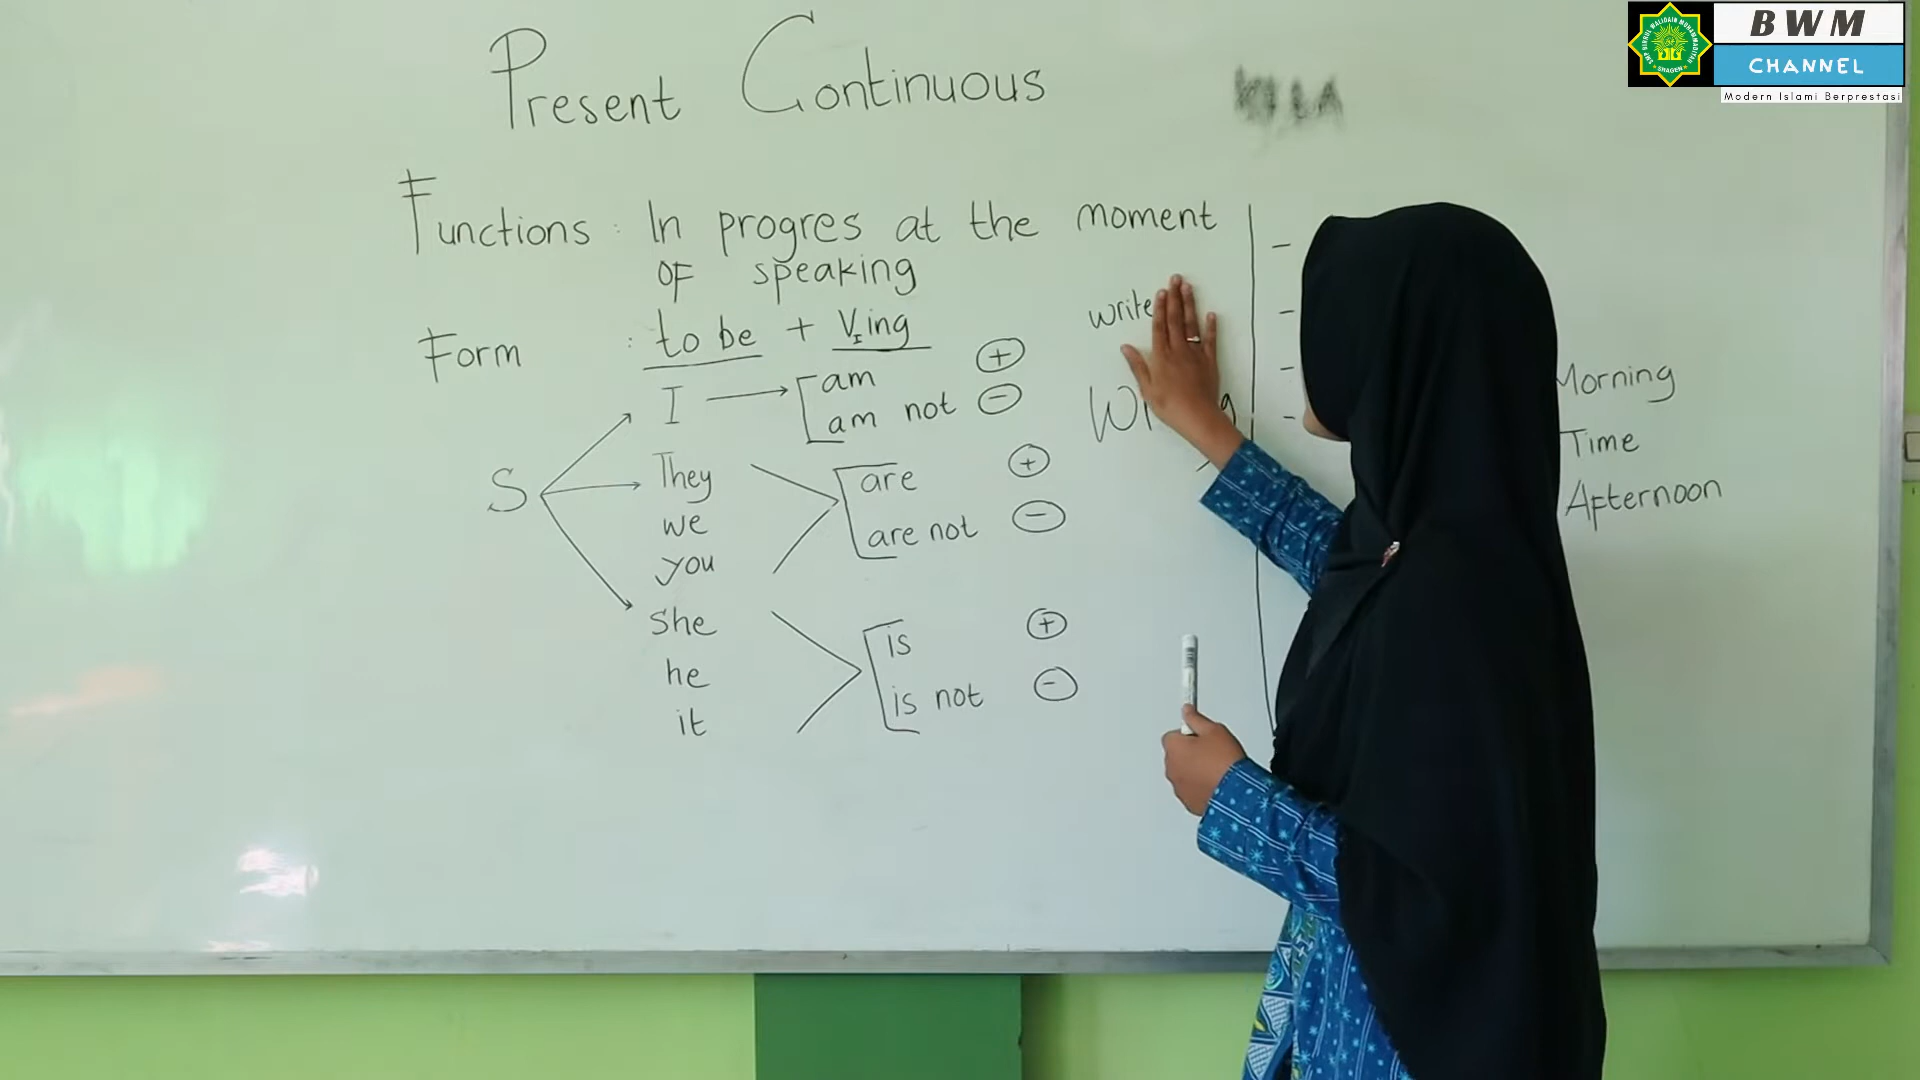 BWM
CHANNEL
Modern Islami Berprestasi
Present Continuous
Functions : In progres at the moment
OF speaking
Form : to be + VIing
write
S
I am +
am not -
They are +
we
you are not -
She is +
he
it is not -
-
-
- Morning
- Time
Afternoon